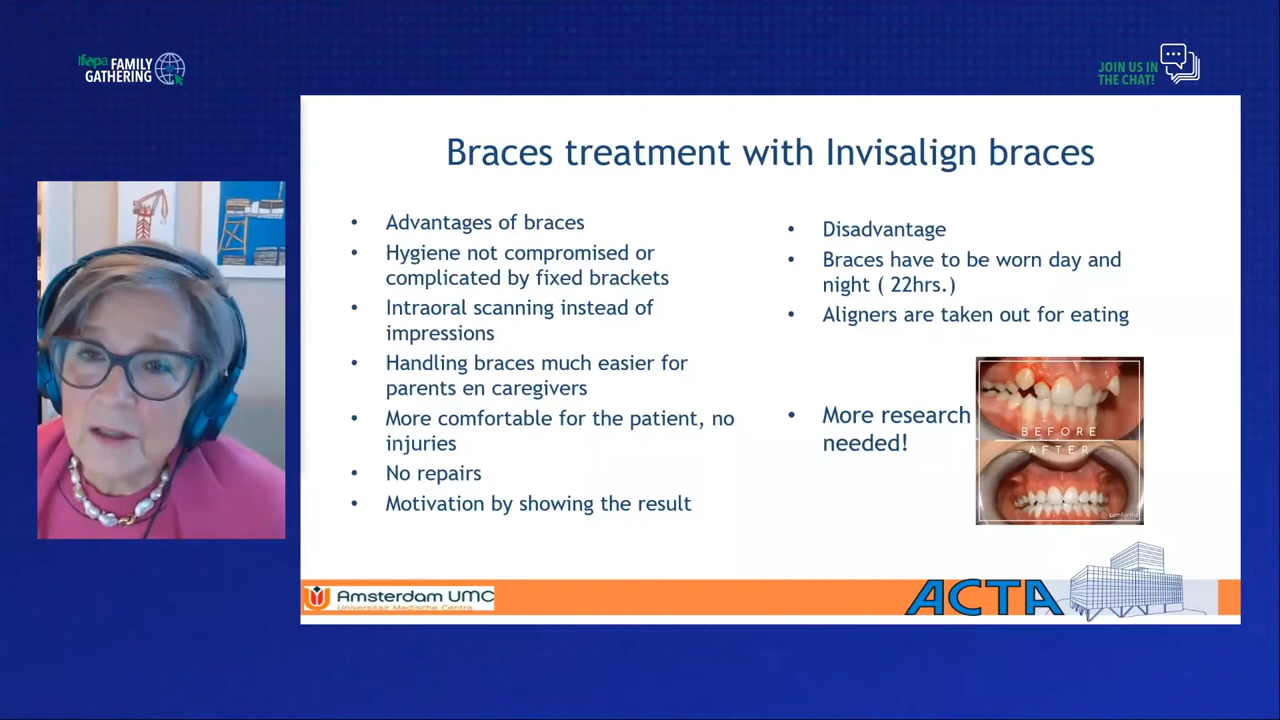 ifopa FAMILY
GATHERING
JOIN US IN
THE CHAT!
Braces treatment with Invisalign braces
• Advantages of braces
• Hygiene not compromised or
complicated by fixed brackets
• Intraoral scanning instead of
impressions
• Handling braces much easier for
parents en caregivers
• More comfortable for the patient, no
injuries
• No repairs
• Motivation by showing the result
• Disadvantage
• Braces have to be worn day and
night ( 22hrs.)
• Aligners are taken out for eating
• More research
needed!
BEFORE
AFTER
Amsterdam UMC
Universitair Medische Centra
ACTA